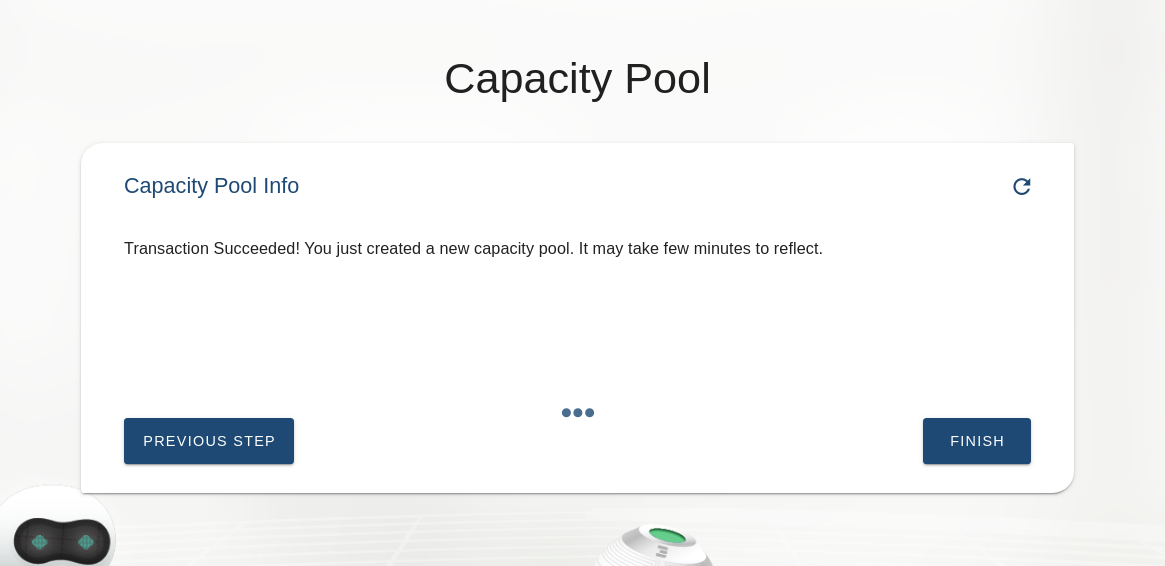 Capacity Pool
Capacity Pool Info
Transaction Succeeded! You just created a new capacity pool. It may take few minutes to reflect.
PREVIOUS STEP
FINISH